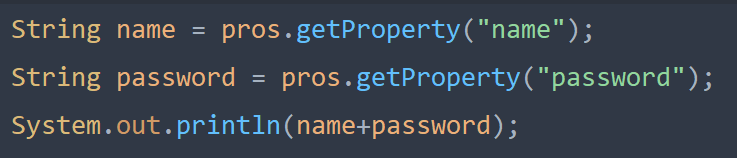 String name = pros.getProperty("name");
String password = pros.getProperty("password");
System.out.println(name+password);